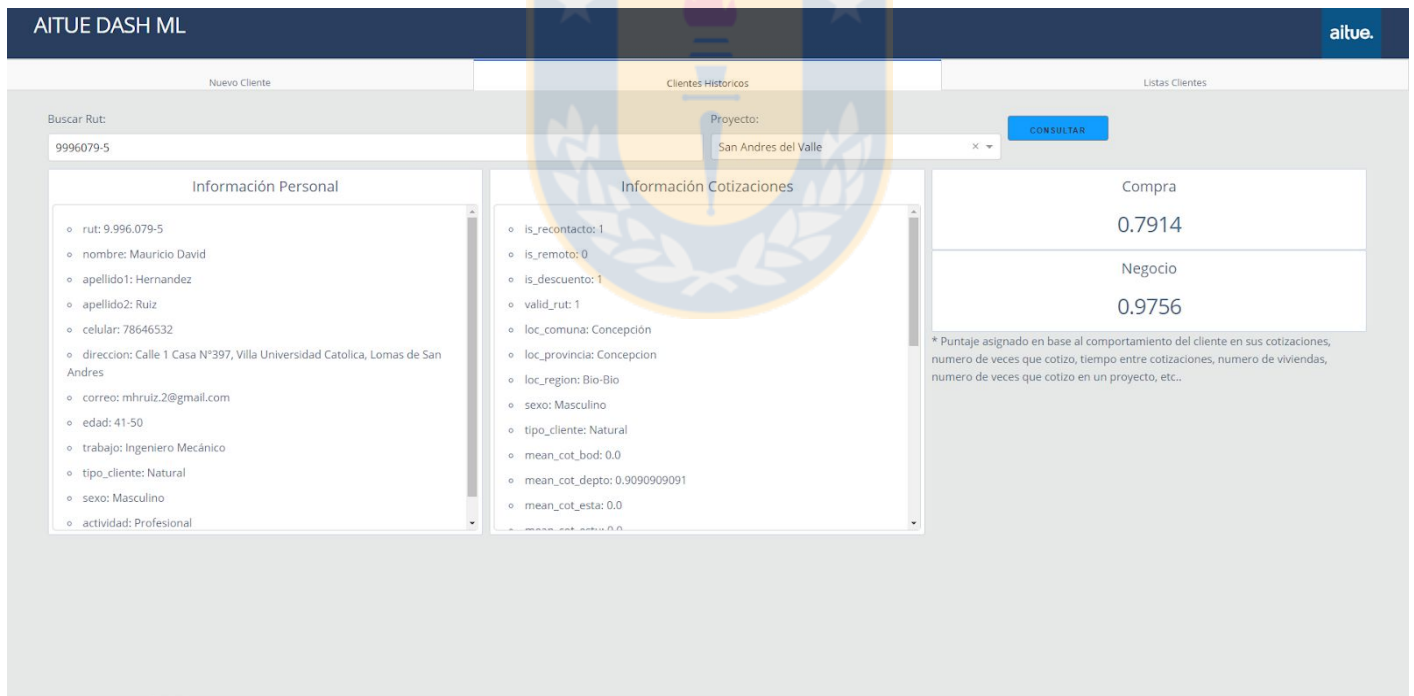 AITUE DASH ML
aitue.
Nuevo Cliente
Clientes Historicos
Listas Clientes
Buscar Rut:
9996079-5
Proyecto:
San Andres del Valle
CONSULTAR
Información Personal
rut: 9.996.079-5
nombre: Mauricio David
apellido1: Hernandez
apellido2: Ruiz
celular: 78646532
direccion: Calle 1 Casa N°397, Villa Universidad Catolica, Lomas de San
Andres
correo: mhruiz.2@gmail.com
edad: 41-50
trabajo: Ingeniero Mecánico
tipo_cliente: Natural
sexo: Masculino
actividad: Profesional
Información Cotizaciones
is_recontacto: 1
is_remoto: 0
is_descuento: 1
valid_rut: 1
loc_comuna: Concepción
loc_provincia: Concepcion
loc_region: Bio-Bio
sexo: Masculino
tipo_cliente: Natural
mean_cot_bod: 0.0
mean_cot_depto: 0.9090909091
mean_cot_esta: 0.0
Compra
0.7914
Negocio
0.9756
* Puntaje asignado en base al comportamiento del cliente en sus cotizaciones,
numero de veces que cotizo, tiempo entre cotizaciones, numero de viviendas,
numero de veces que cotizo en un proyecto, etc..